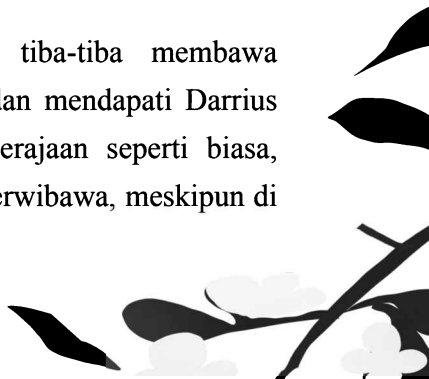 tiba-tiba membawa
dan mendapati Darrius
erajaan seperti biasa,
erwibawa, meskipun di